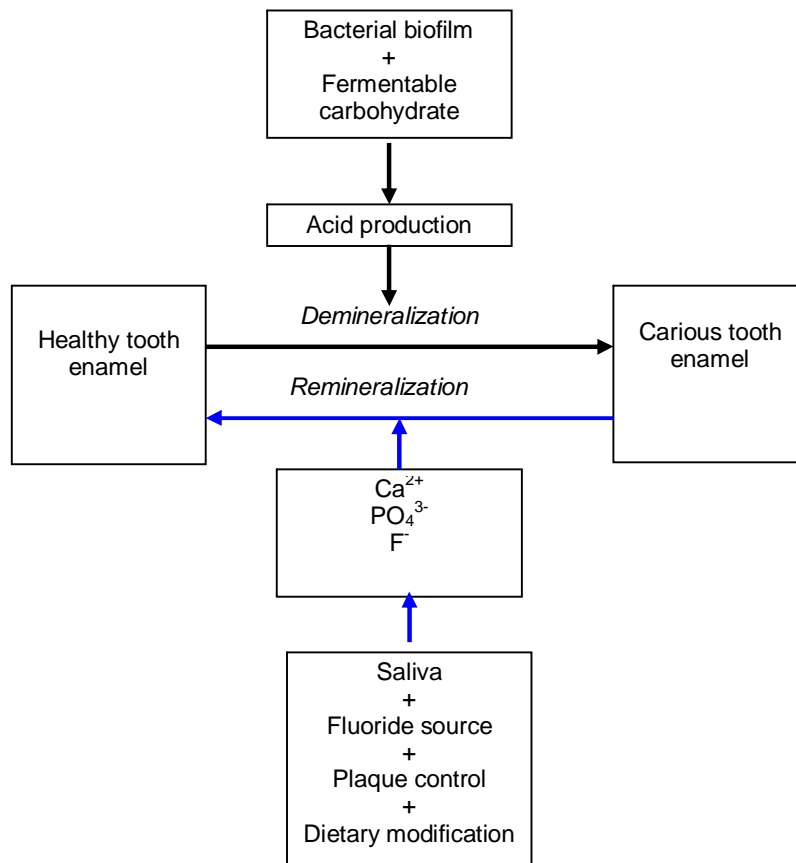 Bacterial biofilm
+
Fermentable
carbohydrate
Acid production
Demineralization
Healthy tooth
enamel
Carious tooth
enamel
Remineralization
Ca²⁺
PO₄³⁻
F⁻
Saliva
+
Fluoride source
+
Plaque control
+
Dietary modification